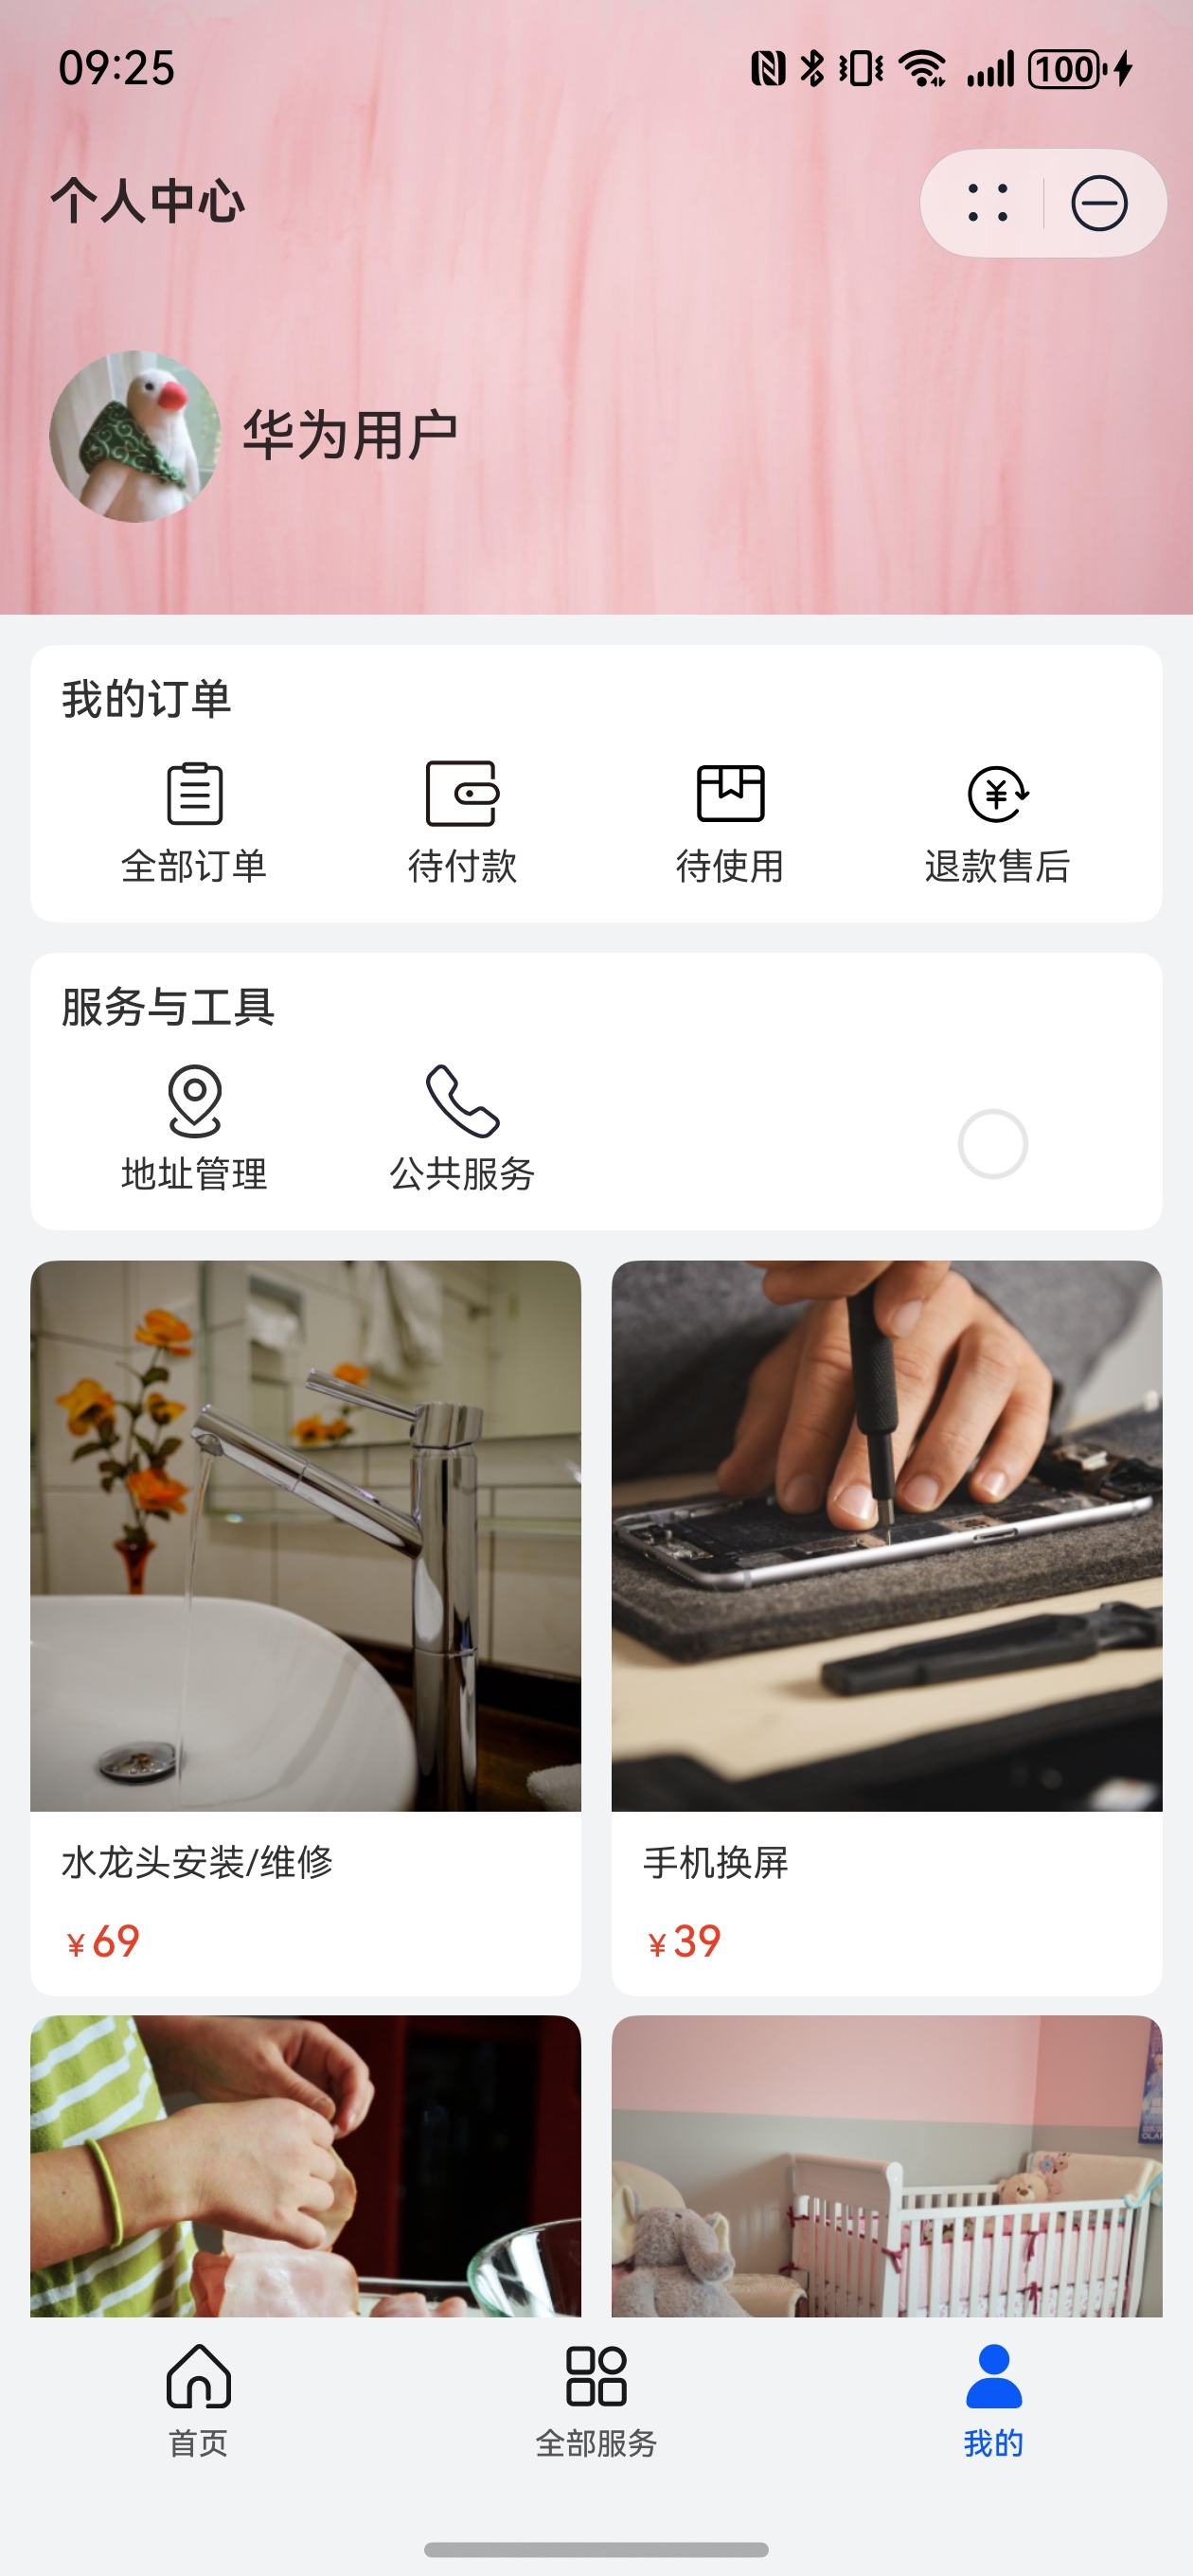 09:25
100
个人中心
华为用户
我的订单
全部订单 待付款 待使用 退款售后
服务与工具
地址管理 公共服务
水龙头安装/维修
¥69
手机换屏
¥39
首页 全部服务 我的